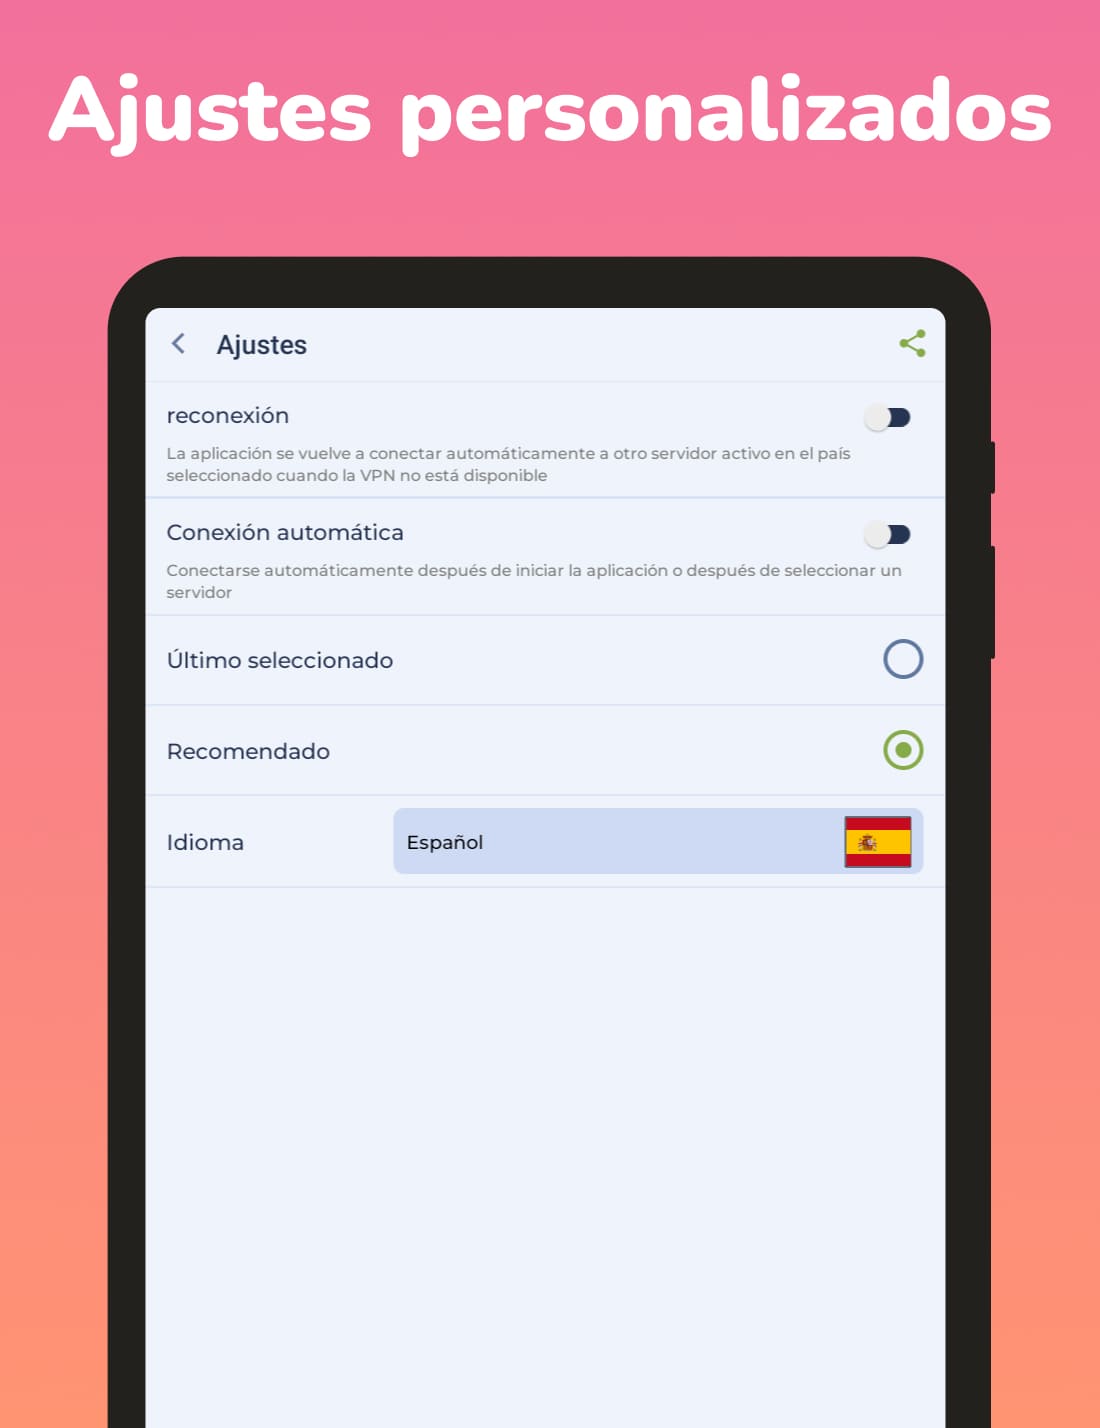 Ajustes personalizados
Ajustes
reconexión
La aplicación se vuelve a conectar automáticamente a otro servidor activo en el país
seleccionado cuando la VPN no está disponible
Conexión automática
Conectarse automáticamente después de iniciar la aplicación o después de seleccionar un
servidor
Último seleccionado
Recomendado
Idioma
Español